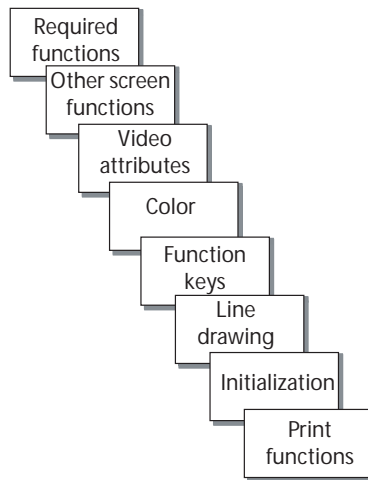 Required
functions
Other screen
functions
Video
attributes
Color
Function
keys
Line
drawing
Initialization
Print
functions